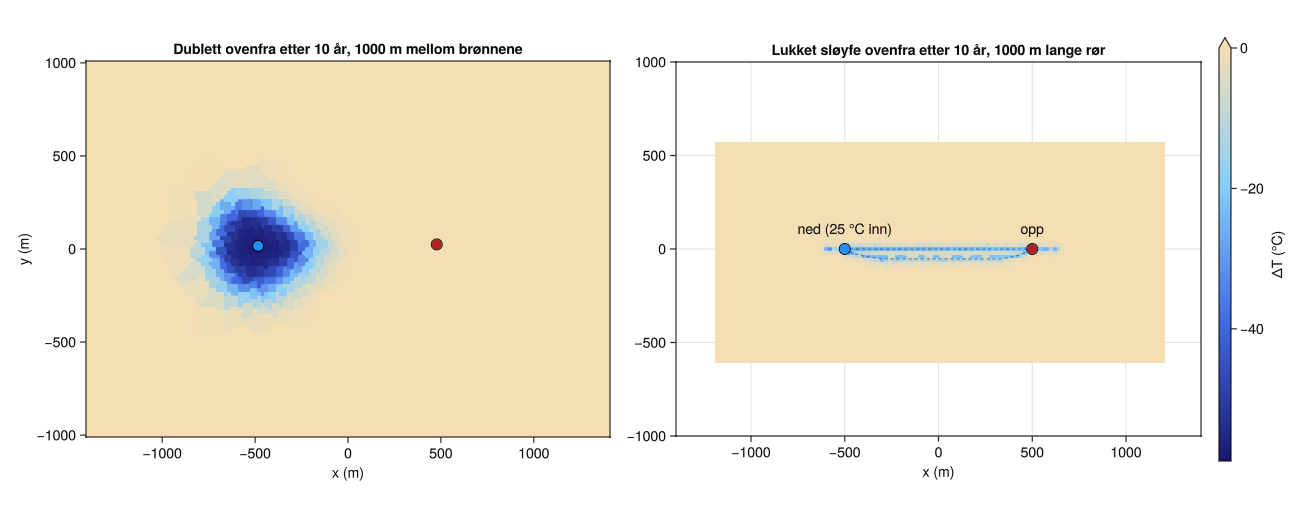 Dublett ovenfra etter 10 år, 1000 m mellom brønnene
1000
500
0
−500
−1000
y (m)
−1000
−500
0
500
1000
x (m)
Lukket sløyfe ovenfra etter 10 år, 1000 m lange rør
1000
500
0
−500
−1000
ned (25 °C inn)
opp
−1000
−500
0
500
1000
x (m)
0
−20
−40
ΔT (°C)